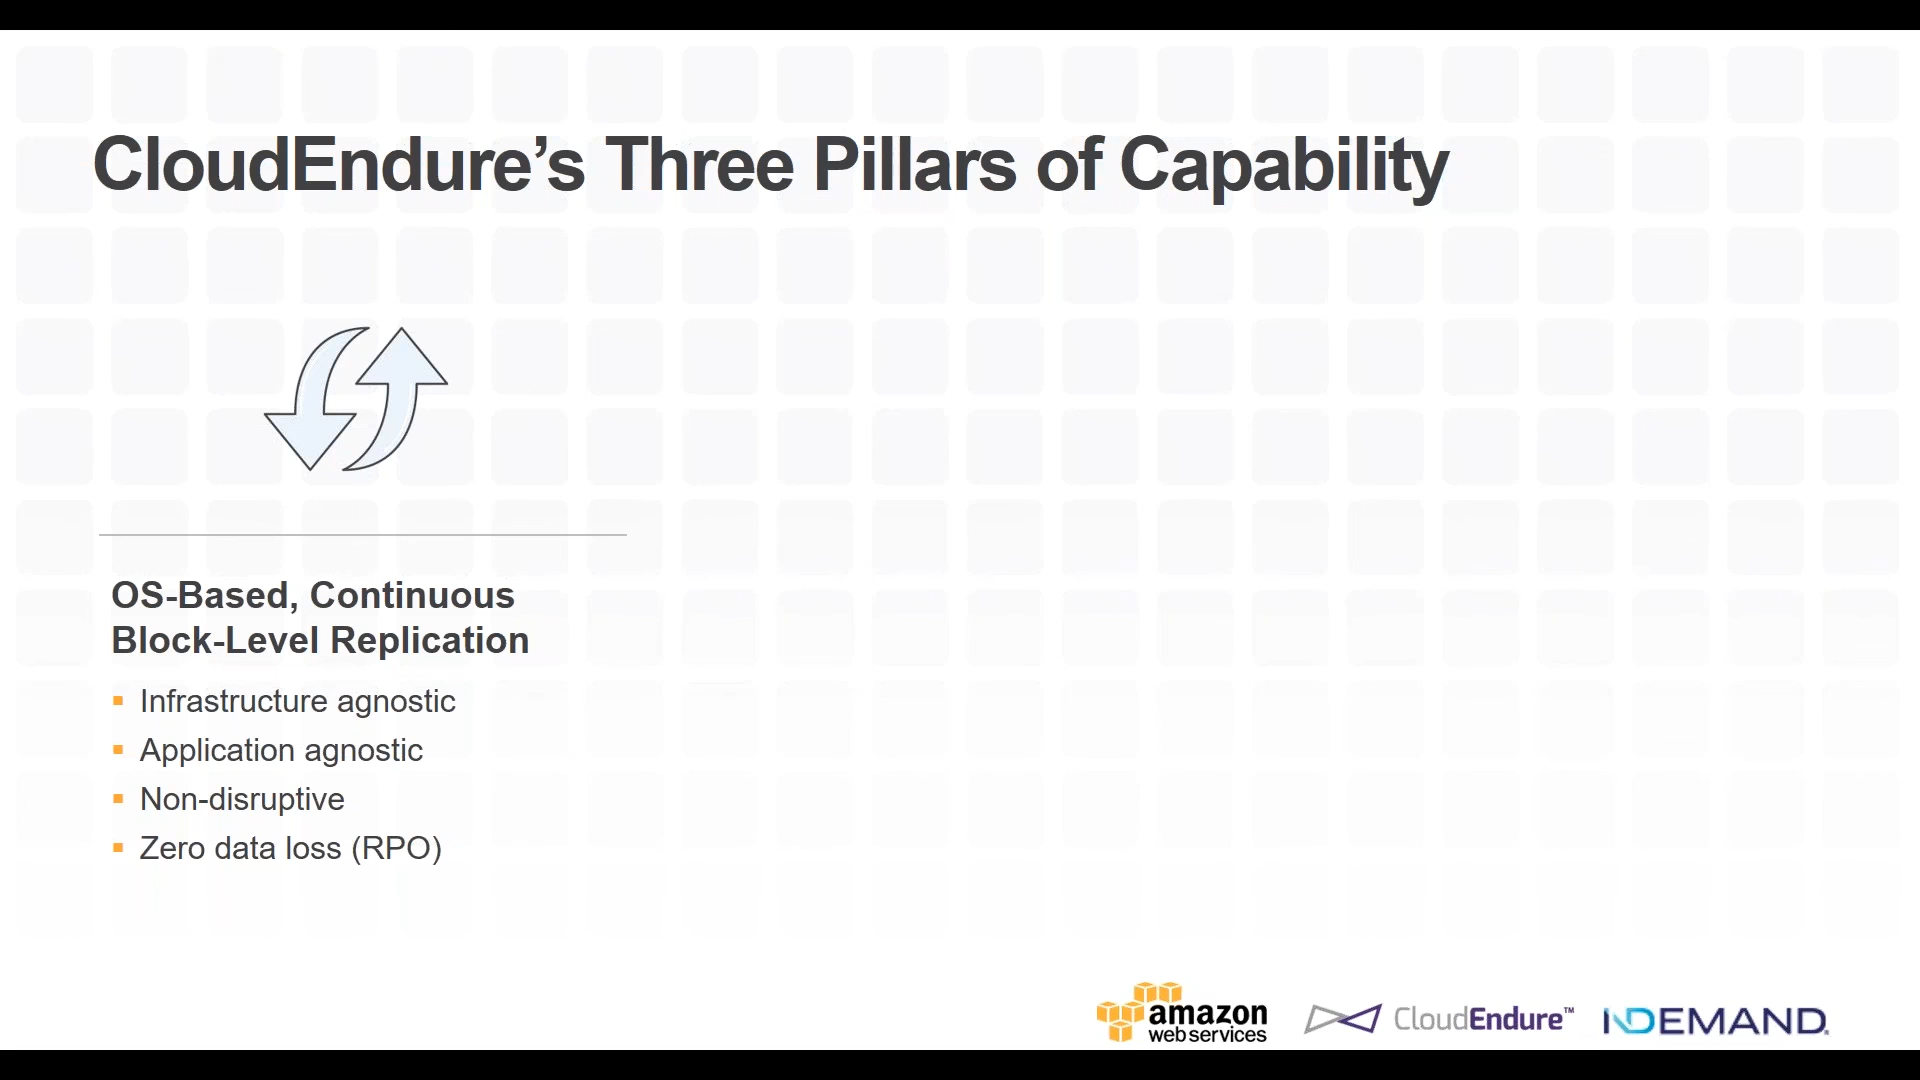 CloudEndure’s Three Pillars of Capability
OS-Based, Continuous
Block-Level Replication
▪ Infrastructure agnostic
▪ Application agnostic
▪ Non-disruptive
▪ Zero data loss (RPO)
amazon
web services
CloudEndure™
INDEMAND®